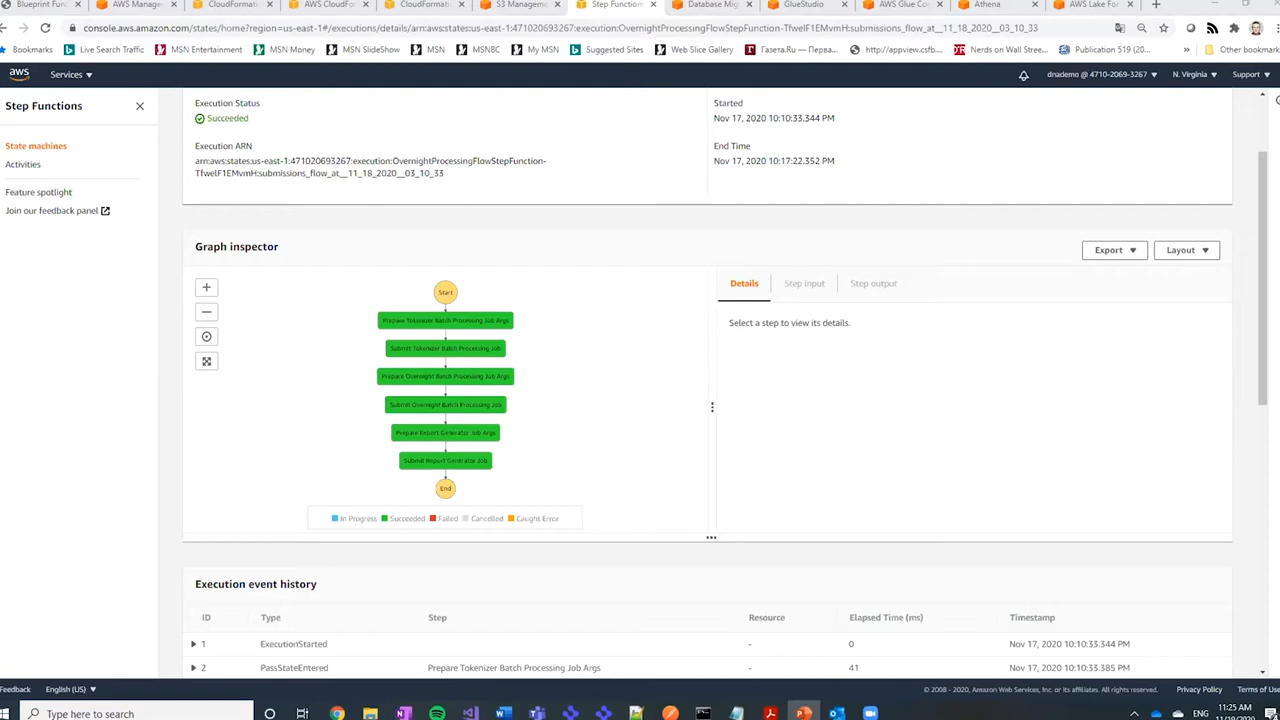 Blueprint Func
AWS Manage
CloudFormatic
AWS CloudFor
CloudFormati
S3 Manageme
Step Function
Database Mig
GlueStudio
AWS Glue Co
Athena
AWS Lake For
console.aws.amazon.com/states/home?region=us-east-1#/executions/details/arn:aws:states:us-east-1:471020693267:execution:OvernightProcessingFlowStepFunction-TfwelF1EMvmH:submissions_flow_at__11_18_2020__03_10_33
Bookmarks
Live Search Traffic
MSN Entertainment
MSN Money
MSN SlideShow
MSN
MSNBC
My MSN
Suggested Sites
Web Slice Gallery
Газета.Ru — Перва...
http://appview.csfb....
Nerds on Wall Street...
Publication 519 (20...
»
Other bookmark
aws
Services
dnademo @ 4710-2069-3267
N. Virginia
Support
Step Functions
State machines
Activities
Feature spotlight
Join our feedback panel
Execution Status
Succeeded
Started
Nov 17, 2020 10:10:33.344 PM
Execution ARN
arn:aws:states:us-east-1:471020693267:execution:OvernightProcessingFlowStepFunction-
TfwelF1EMvmH:submissions_flow_at__11_18_2020__03_10_33
End Time
Nov 17, 2020 10:17:22.352 PM
Graph inspector
Export
Layout
Start
Prepare Tokenizer Batch Processing Job Args
Submit Tokenizer Batch Processing Job
Prepare Overnight Batch Processing Job Args
Submit Overnight Batch Processing Job
Prepare Report Generator Job Args
Submit Report Generator Job
End
In Progress
Succeeded
Failed
Cancelled
Caught Error
Details
Step input
Step output
Select a step to view its details.
Execution event history
ID Type Step Resource Elapsed Time (ms) Timestamp
1 ExecutionStarted - 0 Nov 17, 2020 10:10:33.344 PM
2 PassStateEntered Prepare Tokenizer Batch Processing Job Args - 41 Nov 17, 2020 10:10:33.385 PM
Feedback
English (US)
© 2008 - 2020, Amazon Web Services, Inc. or its affiliates. All rights reserved.
Privacy Policy
Terms of Use
Type here to search
ENG
11:25 AM
11/19/2020